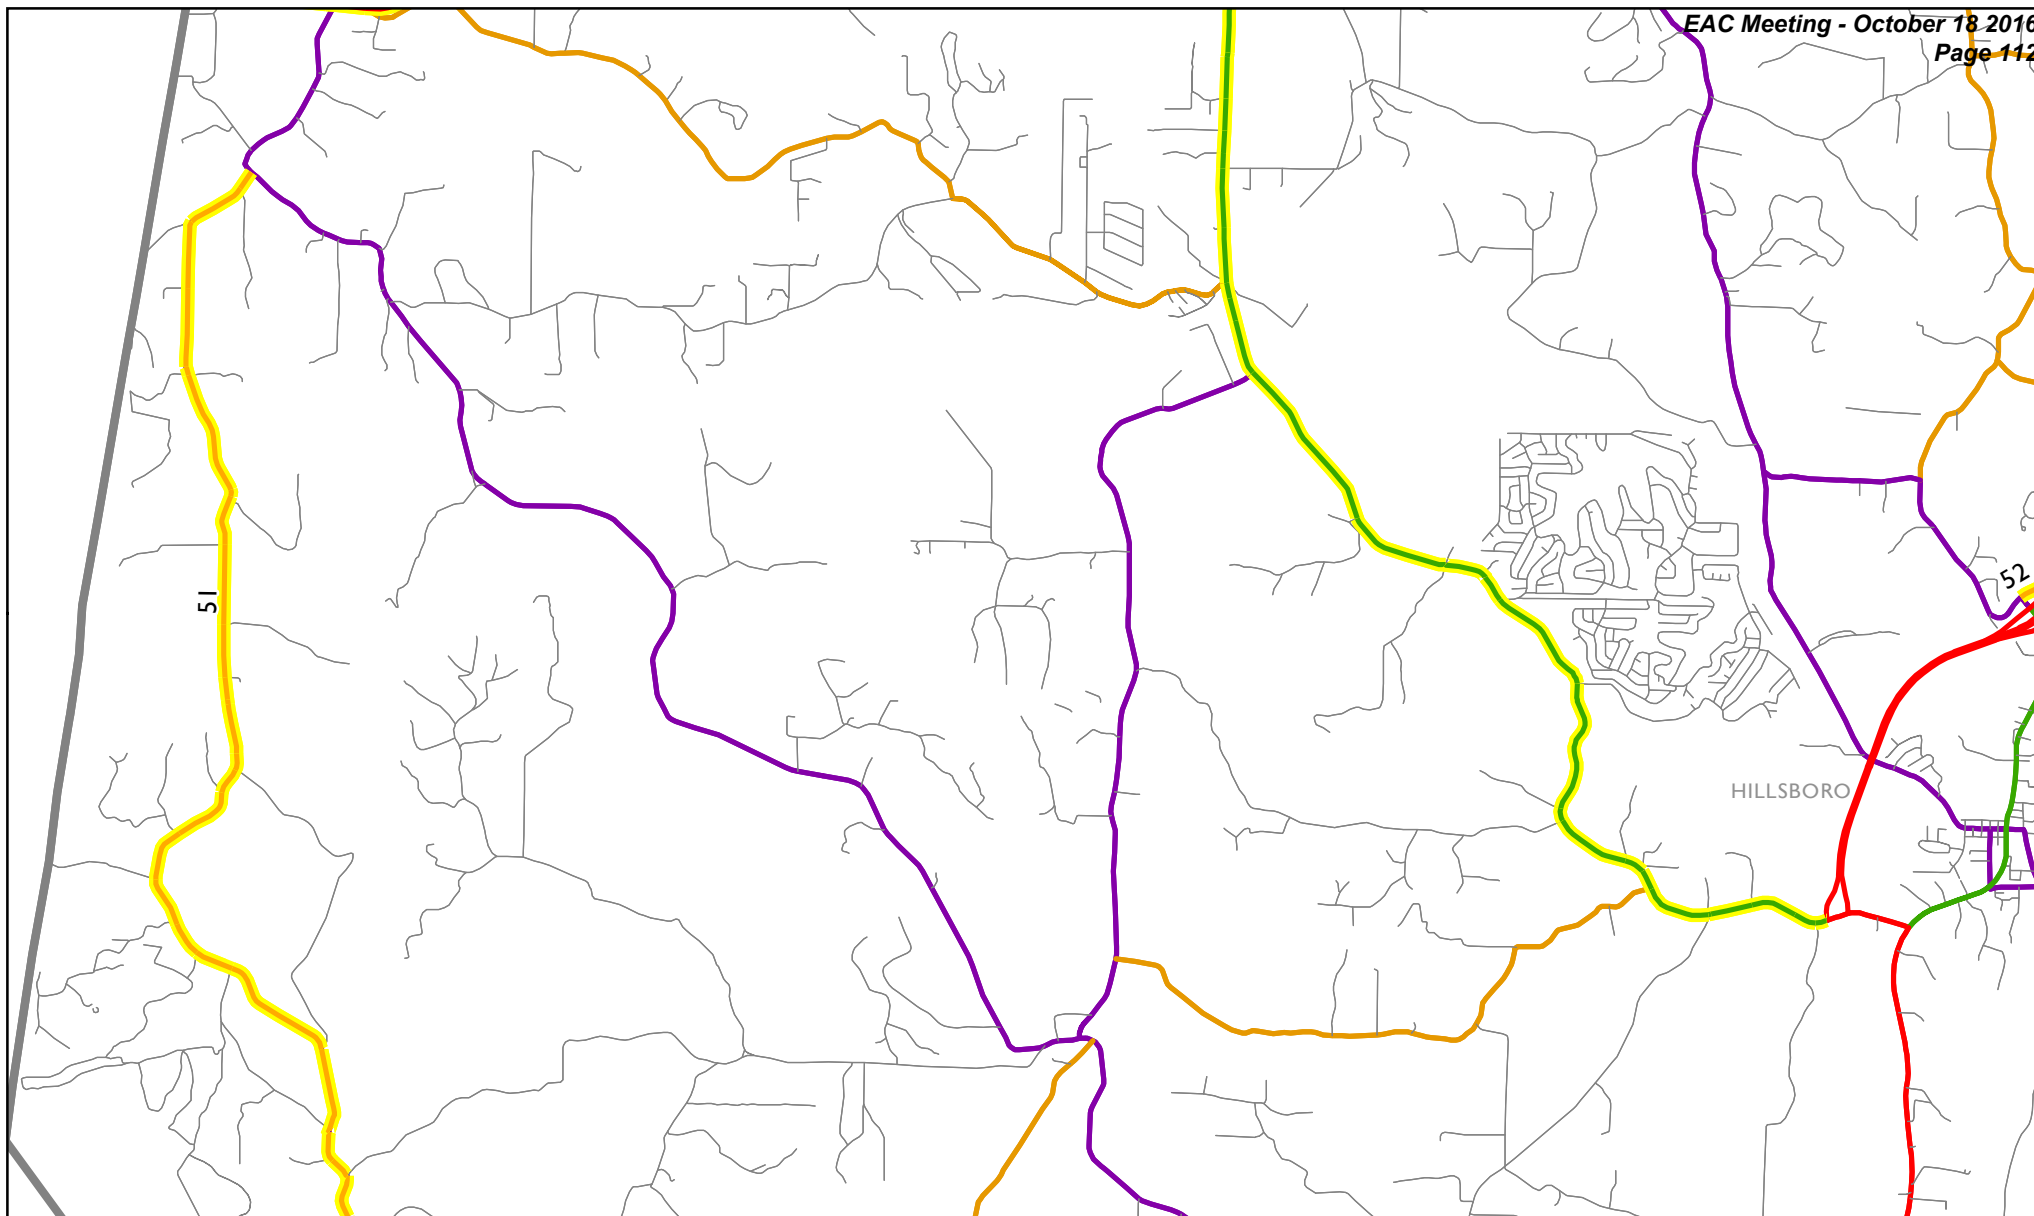 EAC Meeting - October 18 2016
Page 112
51
52
HILLSBORO